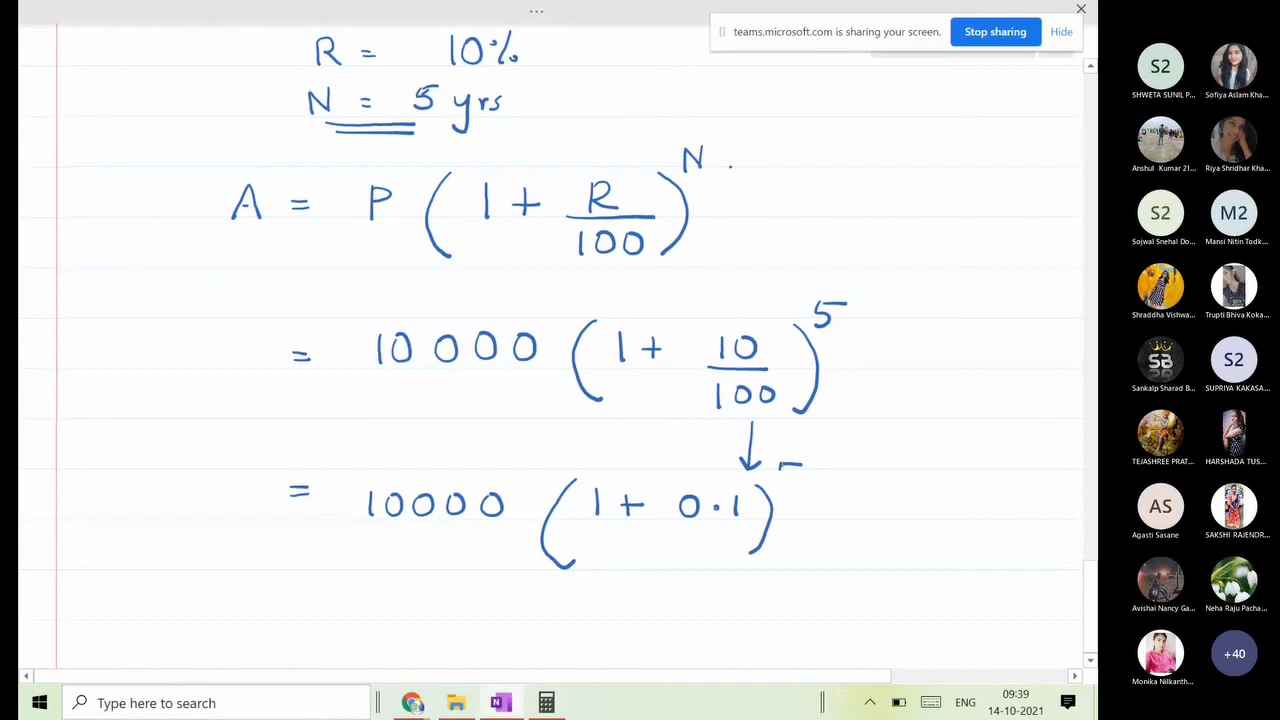 teams.microsoft.com is sharing your screen. Stop sharing Hide
R = 10%
N = 5 yrs
A = P ( 1 + R/100 )^N .
= 10000 ( 1 + 10/100 )^5
= 10000 ( 1 + 0.1 )
S2
SHWETA SUNIL P...
Sofiya Aslam Kha...
Anshul Kumar 21...
Riya Shridhar Kha...
S2
Sojwal Snehal Do...
M2
Mansi Nitin Todk...
Shraddha Vishwa...
Trupti Bhiva Koka...
SB
Sankalp Sharad B...
S2
SUPRIYA KAKASA...
TEJASHREE PRAT...
HARSHADA TUS...
AS
Agasti Sasane
SAKSHI RAJENDR...
Avishai Nancy Ga...
Neha Raju Pacha...
Monika Nilkanth...
+40
Type here to search
ENG
09:39
14-10-2021